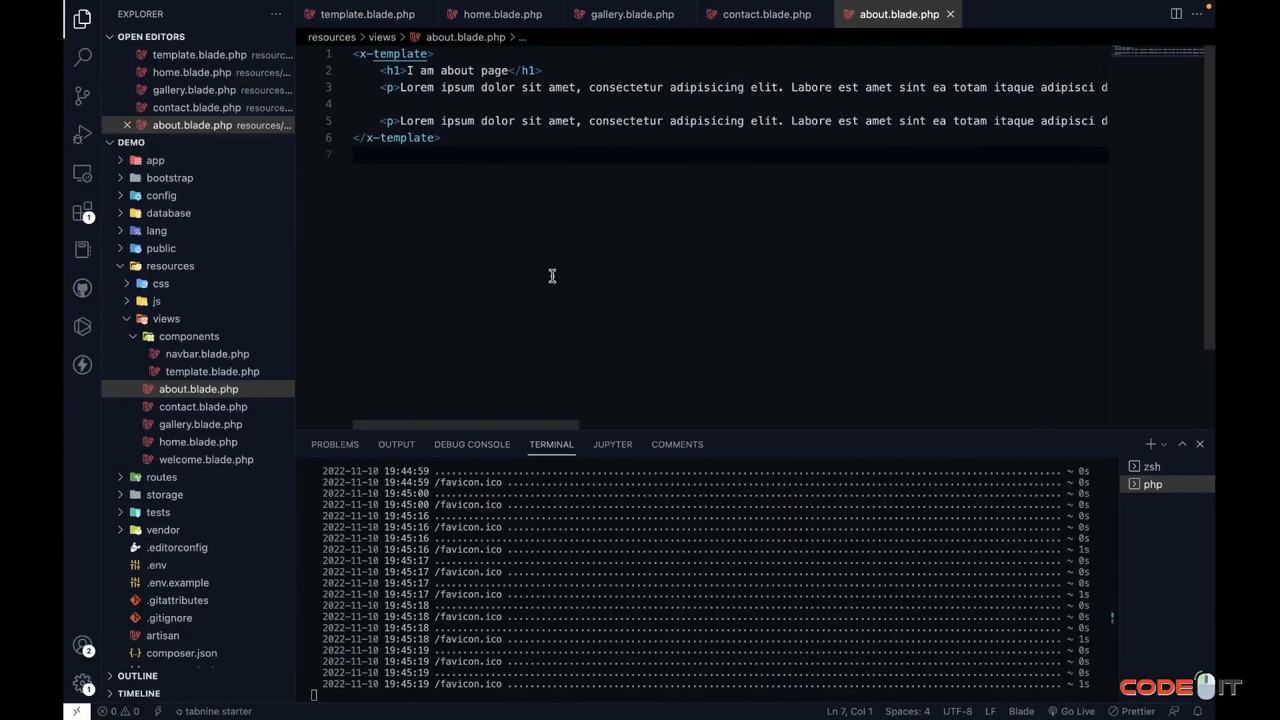 EXPLORER
OPEN EDITORS
template.blade.php resourc...
home.blade.php resources/...
gallery.blade.php resources/...
contact.blade.php resource...
about.blade.php resources/...
DEMO
app
bootstrap
config
database
lang
public
resources
css
js
views
components
navbar.blade.php
template.blade.php
about.blade.php
contact.blade.php
gallery.blade.php
home.blade.php
welcome.blade.php
routes
storage
tests
vendor
.editorconfig
.env
.env.example
.gitattributes
.gitignore
artisan
composer.json
OUTLINE
TIMELINE
1
2
1
template.blade.php home.blade.php gallery.blade.php contact.blade.php about.blade.php
resources > views > about.blade.php > ...
1 <x-template>
2 <h1>I am about page</h1>
3 <p>Lorem ipsum dolor sit amet, consectetur adipisicing elit. Labore est amet sint ea totam itaque adipisci d
4
5 <p>Lorem ipsum dolor sit amet, consectetur adipisicing elit. Labore est amet sint ea totam itaque adipisci d
6 </x-template>
7
PROBLEMS OUTPUT DEBUG CONSOLE TERMINAL JUPYTER COMMENTS
zsh
php
2022-11-10 19:44:59 ........ ~ 0s
2022-11-10 19:44:59 /favicon.ico ........ ~ 0s
2022-11-10 19:45:00 ........ ~ 0s
2022-11-10 19:45:00 /favicon.ico ........ ~ 0s
2022-11-10 19:45:16 ........ ~ 0s
2022-11-10 19:45:16 /favicon.ico ........ ~ 0s
2022-11-10 19:45:16 ........ ~ 0s
2022-11-10 19:45:16 /favicon.ico ........ ~ 1s
2022-11-10 19:45:17 ........ ~ 0s
2022-11-10 19:45:17 /favicon.ico ........ ~ 0s
2022-11-10 19:45:17 ........ ~ 0s
2022-11-10 19:45:17 /favicon.ico ........ ~ 1s
2022-11-10 19:45:18 ........ ~ 0s
2022-11-10 19:45:18 /favicon.ico ........ ~ 0s
2022-11-10 19:45:18 ........ ~ 0s
2022-11-10 19:45:18 /favicon.ico ........ ~ 1s
2022-11-10 19:45:19 ........ ~ 0s
2022-11-10 19:45:19 /favicon.ico ........ ~ 0s
2022-11-10 19:45:19 ........ ~ 0s
2022-11-10 19:45:19 /favicon.ico ........ ~ 1s
CODE IT
0 0 tabnine starter Ln 7, Col 1 Spaces: 4 UTF-8 LF Blade Go Live Prettier